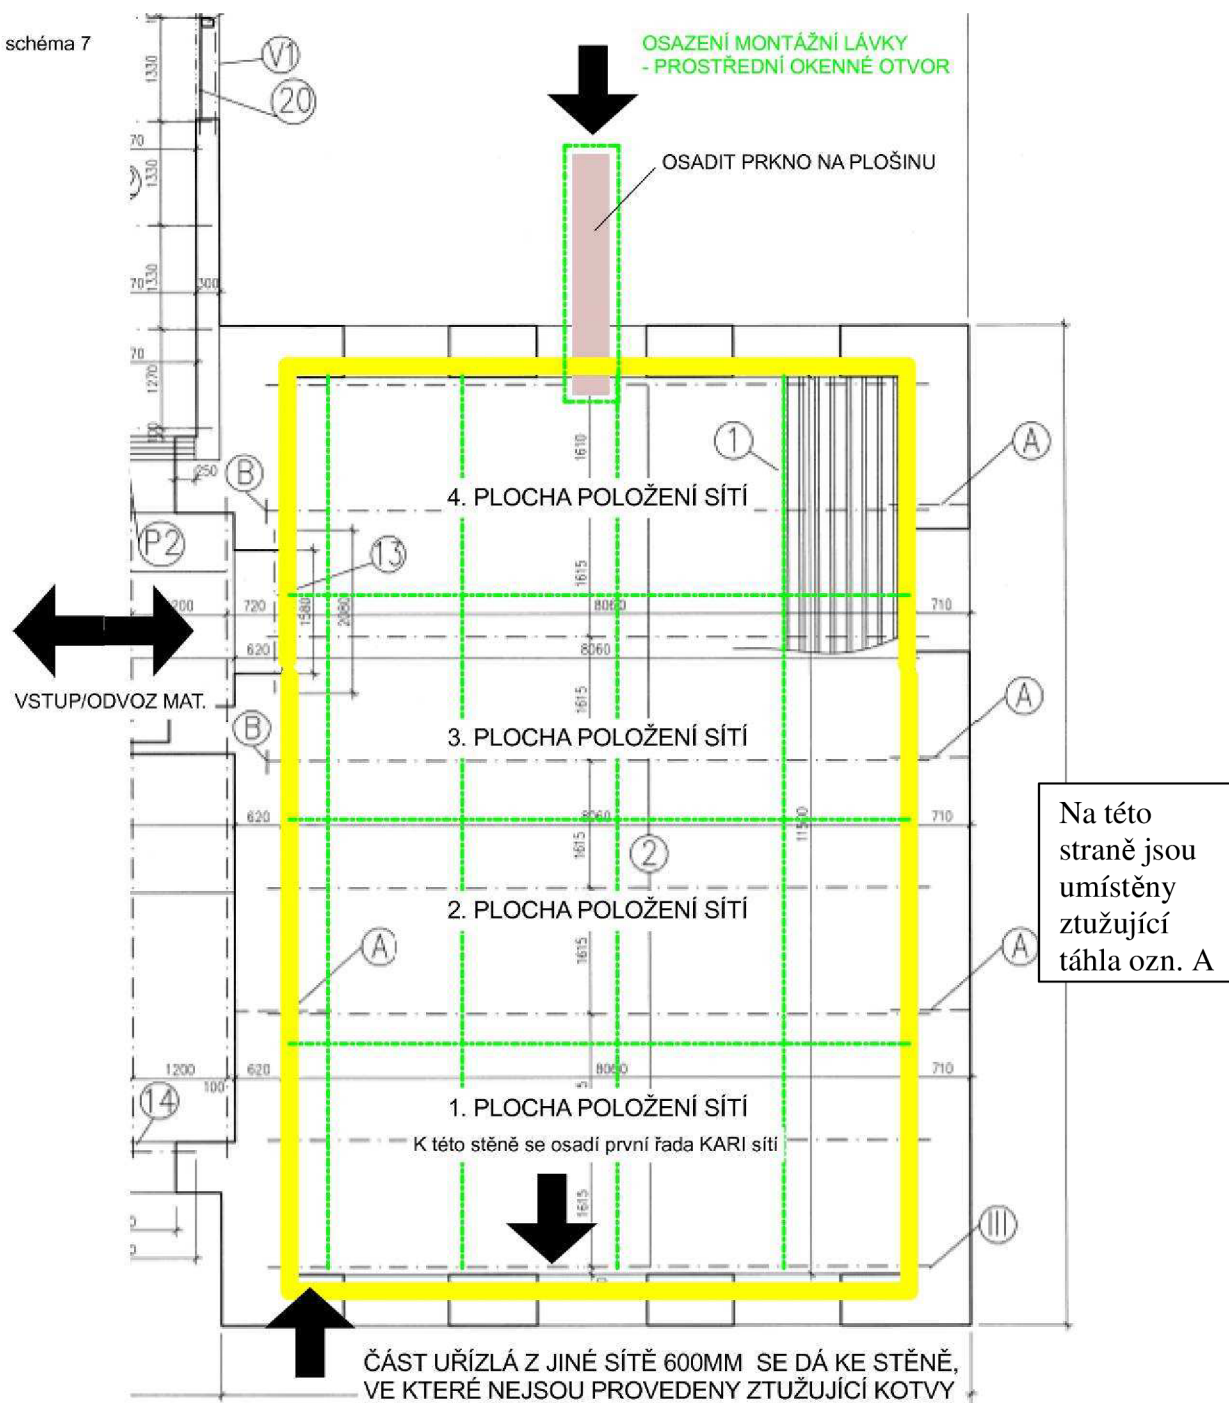 schéma 7
OSAZENÍ MONTÁŽNÍ LÁVKY
- PROSTŘEDNÍ OKENNÉ OTVOR
V1
20
OSADIT PRKNO NA PLOŠINU
1330
70
1330
70
1330
300
70
1270
100
250
B
1
A
1610
4. PLOCHA POLOŽENÍ SÍTÍ
P2
13
1615
1200
720
1580
2080
8060
710
620
8060
VSTUP/ODVOZ MAT.
1615
A
B
3. PLOCHA POLOŽENÍ SÍTÍ
620
8060
710
11500
1615
2
Na této
straně jsou
umístěny
ztužující
táhla ozn. A
2. PLOCHA POLOŽENÍ SÍTÍ
A
1615
A
1200
100
620
8060
710
14
1. PLOCHA POLOŽENÍ SÍTÍ
K této stěně se osadí první řada KARI sítí
1615
III
ČÁST UŘÍZLÁ Z JINÉ SÍTĚ 600MM SE DÁ KE STĚNĚ,
VE KTERÉ NEJSOU PROVEDENY ZTUŽUJÍCÍ KOTVY